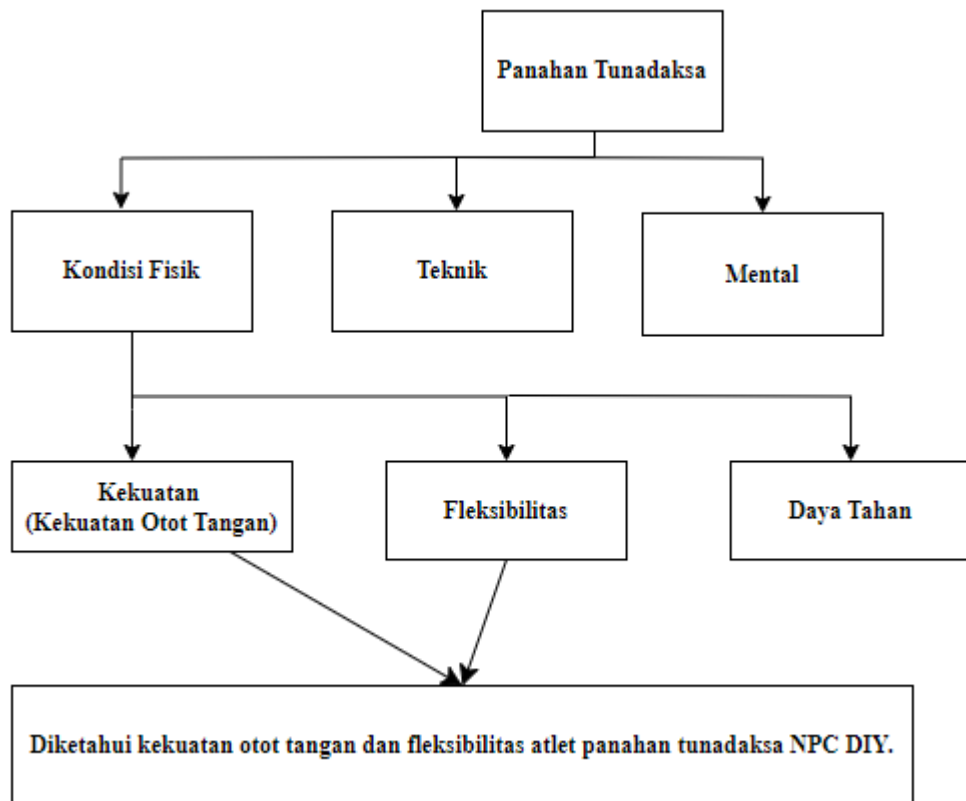 Panahan Tunadaksa
Kondisi Fisik
Teknik
Mental
Kekuatan
(Kekuatan Otot Tangan)
Fleksibilitas
Daya Tahan
Diketahui kekuatan otot tangan dan fleksibilitas atlet panahan tunadaksa NPC DIY.